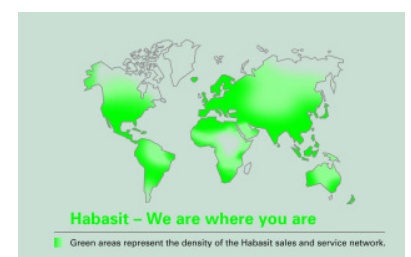 Habasit – We are where you are
Green areas represent the density of the Habasit sales and service network.